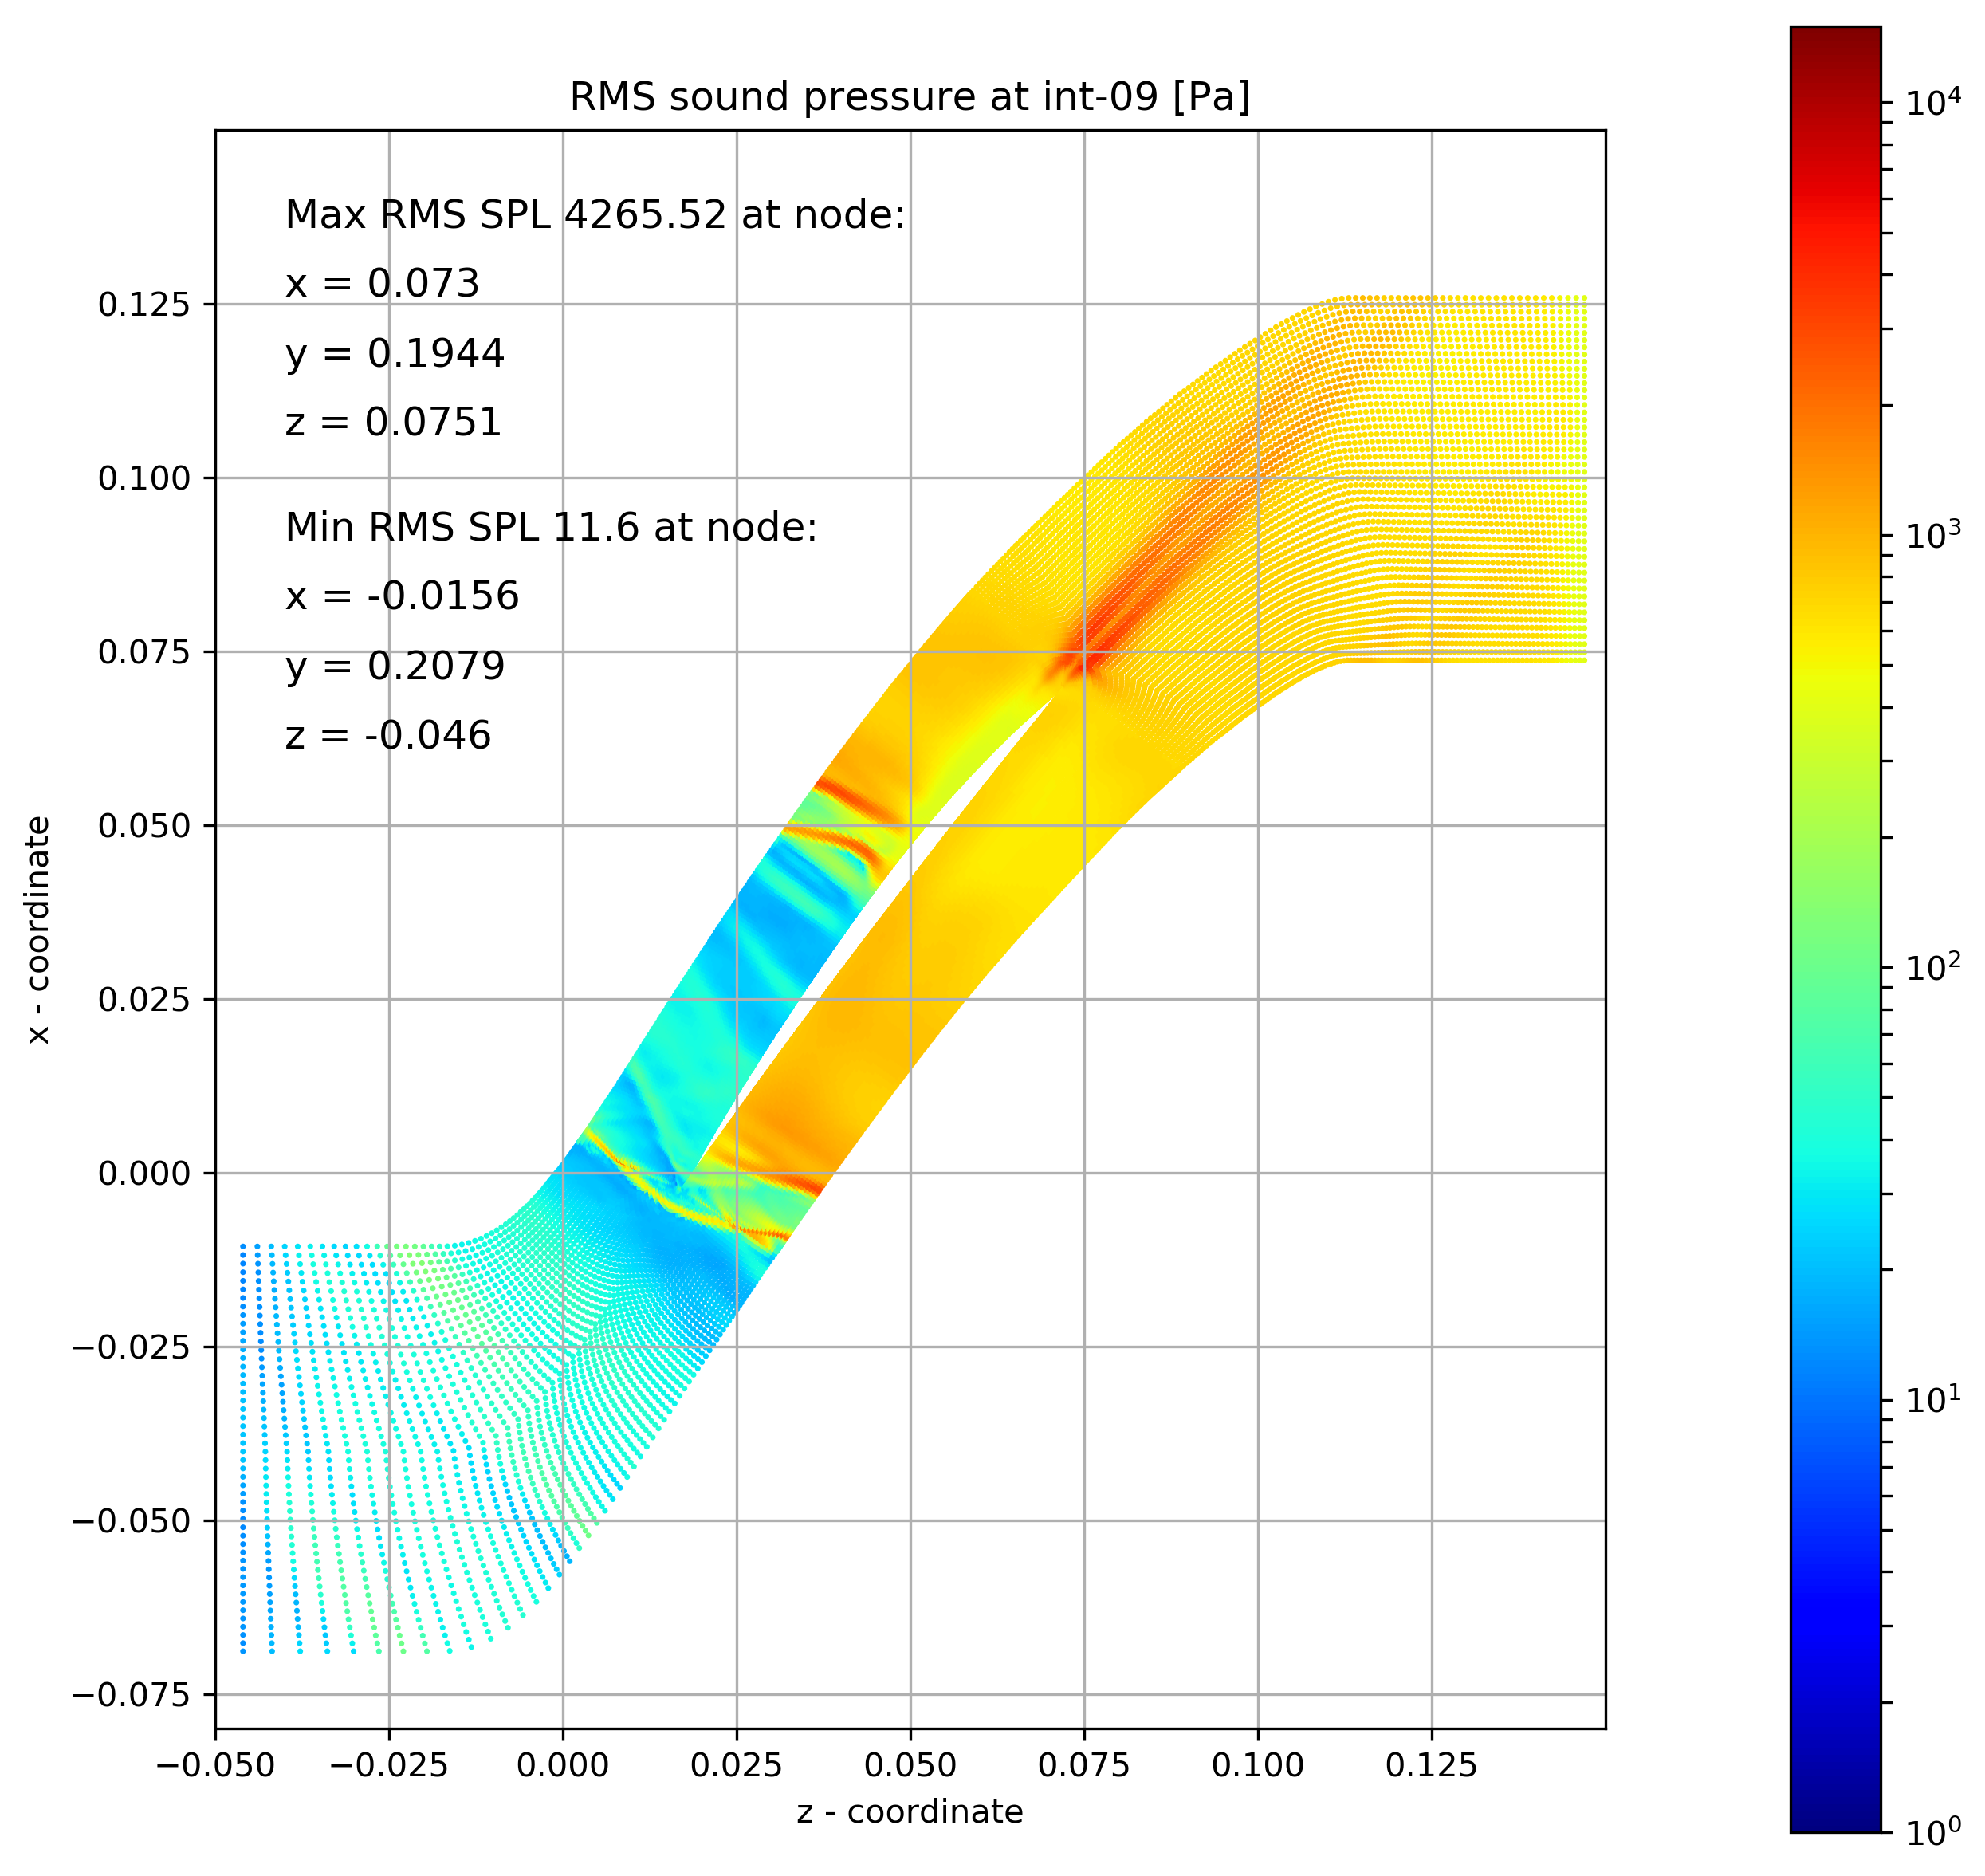 RMS sound pressure at int-09 [Pa]
Max RMS SPL 4265.52 at node:
x = 0.073
y = 0.1944
z = 0.0751
Min RMS SPL 11.6 at node:
x = -0.0156
y = 0.2079
z = -0.046
x - coordinate
0.125
0.100
0.075
0.050
0.025
0.000
−0.025
−0.050
−0.075
−0.050 −0.025 0.000 0.025 0.050 0.075 0.100 0.125
z - coordinate
10⁴
10³
10²
10¹
10⁰